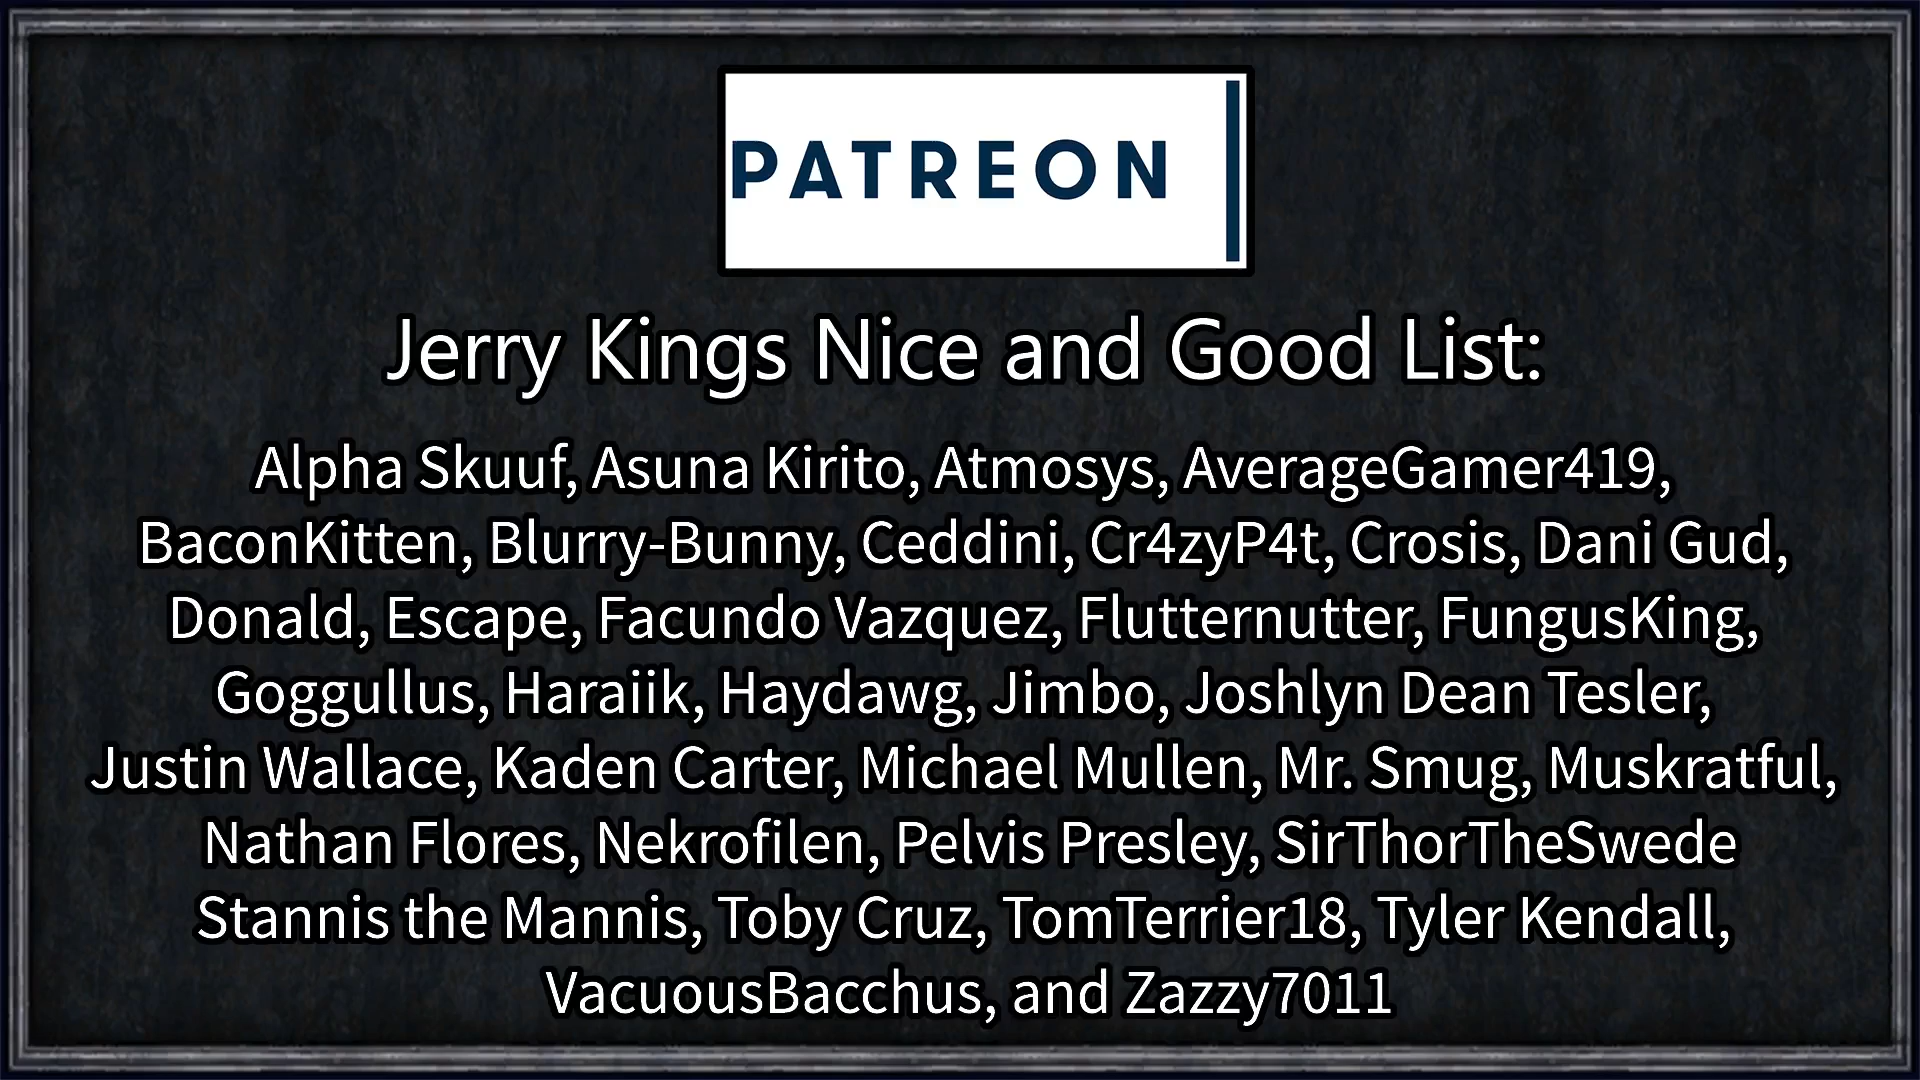 PATREON
Jerry Kings Nice and Good List:
Alpha Skuuf, Asuna Kirito, Atmosys, AverageGamer419,
BaconKitten, Blurry-Bunny, Ceddini, Cr4zyP4t, Crosis, Dani Gud,
Donald, Escape, Facundo Vazquez, Flutternutter, FungusKing,
Goggullus, Haraiik, Haydawg, Jimbo, Joshlyn Dean Tesler,
Justin Wallace, Kaden Carter, Michael Mullen, Mr. Smug, Muskratful,
Nathan Flores, Nekrofilen, Pelvis Presley, SirThorTheSwede
Stannis the Mannis, Toby Cruz, TomTerrier18, Tyler Kendall,
VacuousBacchus, and Zazzy7011